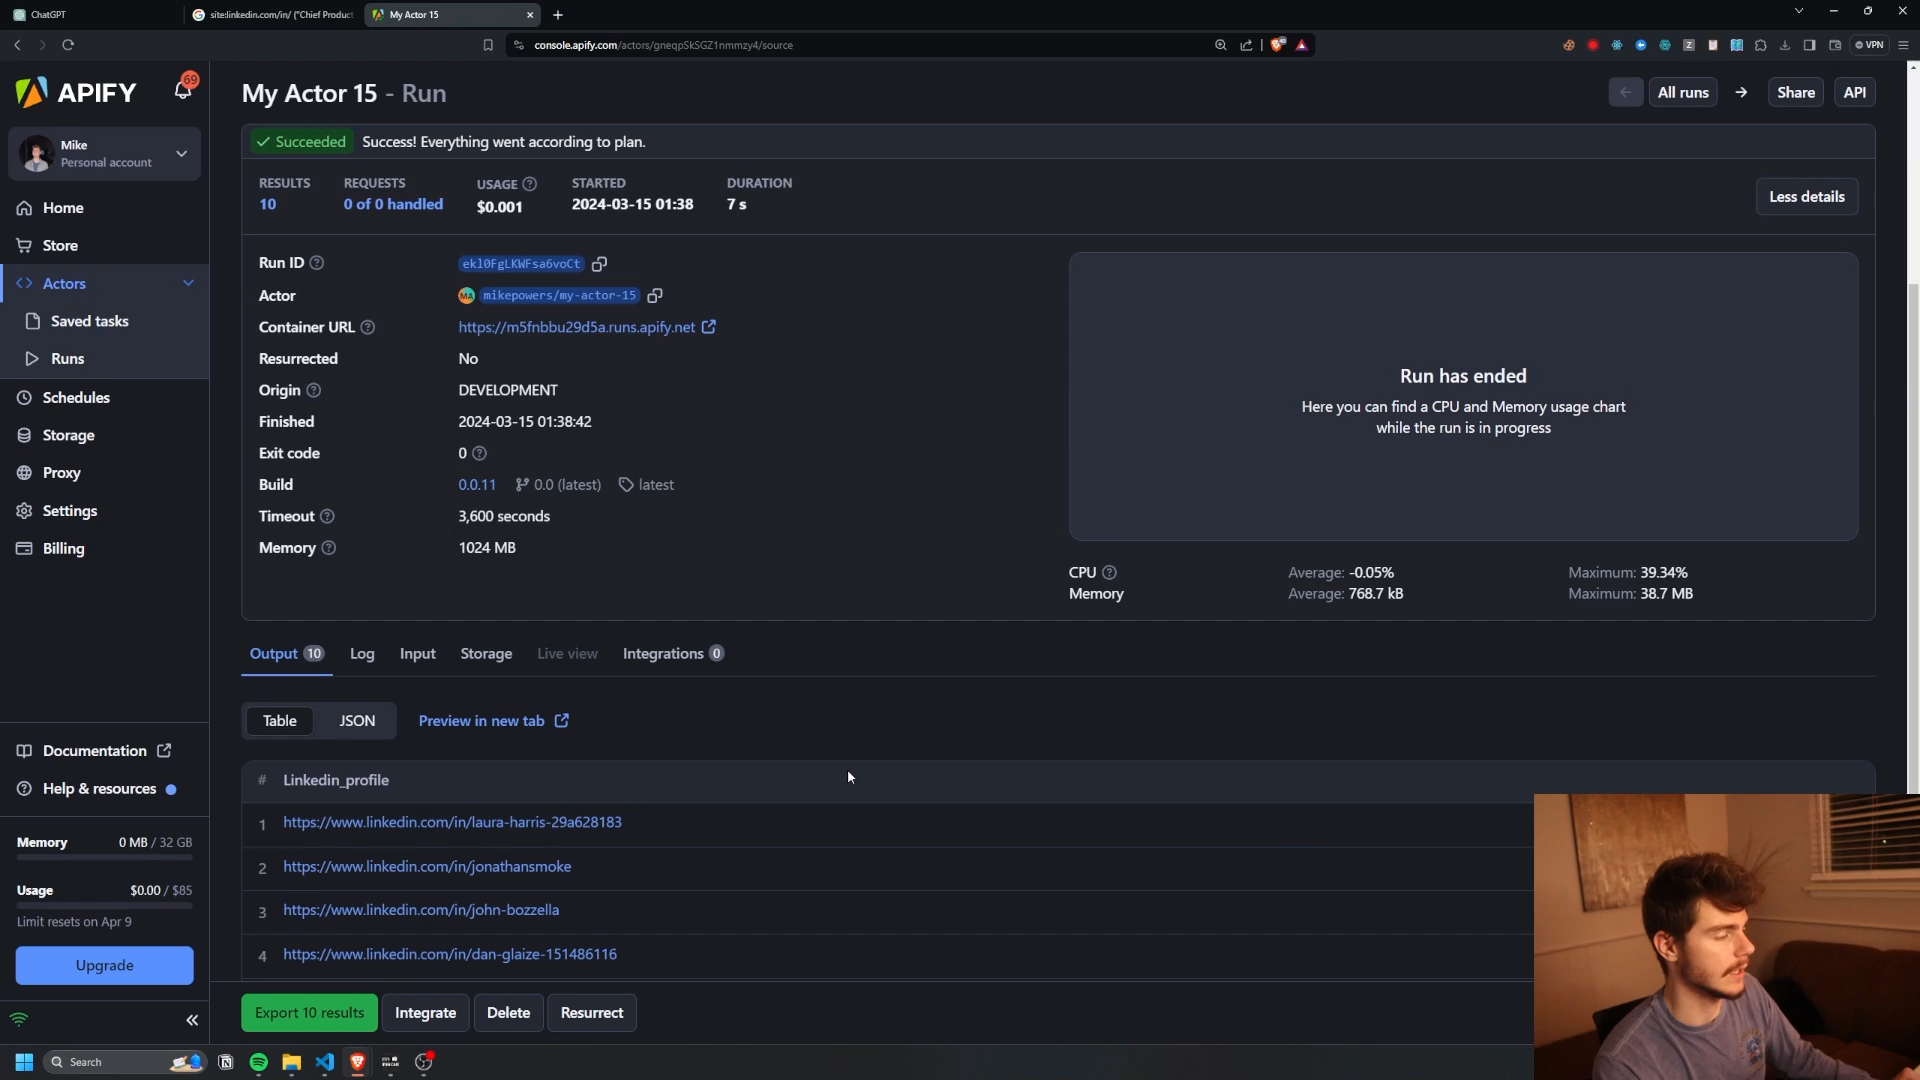 ChatGPT
site:linkedin.com/in/ ("Chief Product
My Actor 15
console.apify.com/actors/gneqpSkSGZ1nmmzy4/source
VPN
APIFY
69
My Actor 15 - Run
All runs
Share
API
Mike
Personal account
Succeeded Success! Everything went according to plan.
RESULTS
10
REQUESTS
0 of 0 handled
USAGE
$0.001
STARTED
2024-03-15 01:38
DURATION
7 s
Less details
Home
Store
Actors
Saved tasks
Runs
Schedules
Storage
Proxy
Settings
Billing
Run ID
ekl0FgLKWFsa6voCt
Actor
MA mikepowers/my-actor-15
Container URL
https://m5fnbbu29d5a.runs.apify.net
Resurrected
No
Origin
DEVELOPMENT
Finished
2024-03-15 01:38:42
Exit code
0
Build
0.0.11 0.0 (latest) latest
Timeout
3,600 seconds
Memory
1024 MB
Run has ended
Here you can find a CPU and Memory usage chart
while the run is in progress
CPU
Average: -0.05%
Maximum: 39.34%
Memory
Average: 768.7 kB
Maximum: 38.7 MB
Output 10
Log
Input
Storage
Live view
Integrations 0
Table
JSON
Preview in new tab
# Linkedin_profile
1 https://www.linkedin.com/in/laura-harris-29a628183
2 https://www.linkedin.com/in/jonathansmoke
3 https://www.linkedin.com/in/john-bozzella
4 https://www.linkedin.com/in/dan-glaize-151486116
Documentation
Help & resources
Memory 0 MB / 32 GB
Usage $0.00 / $85
Limit resets on Apr 9
Upgrade
Export 10 results
Integrate
Delete
Resurrect
Search